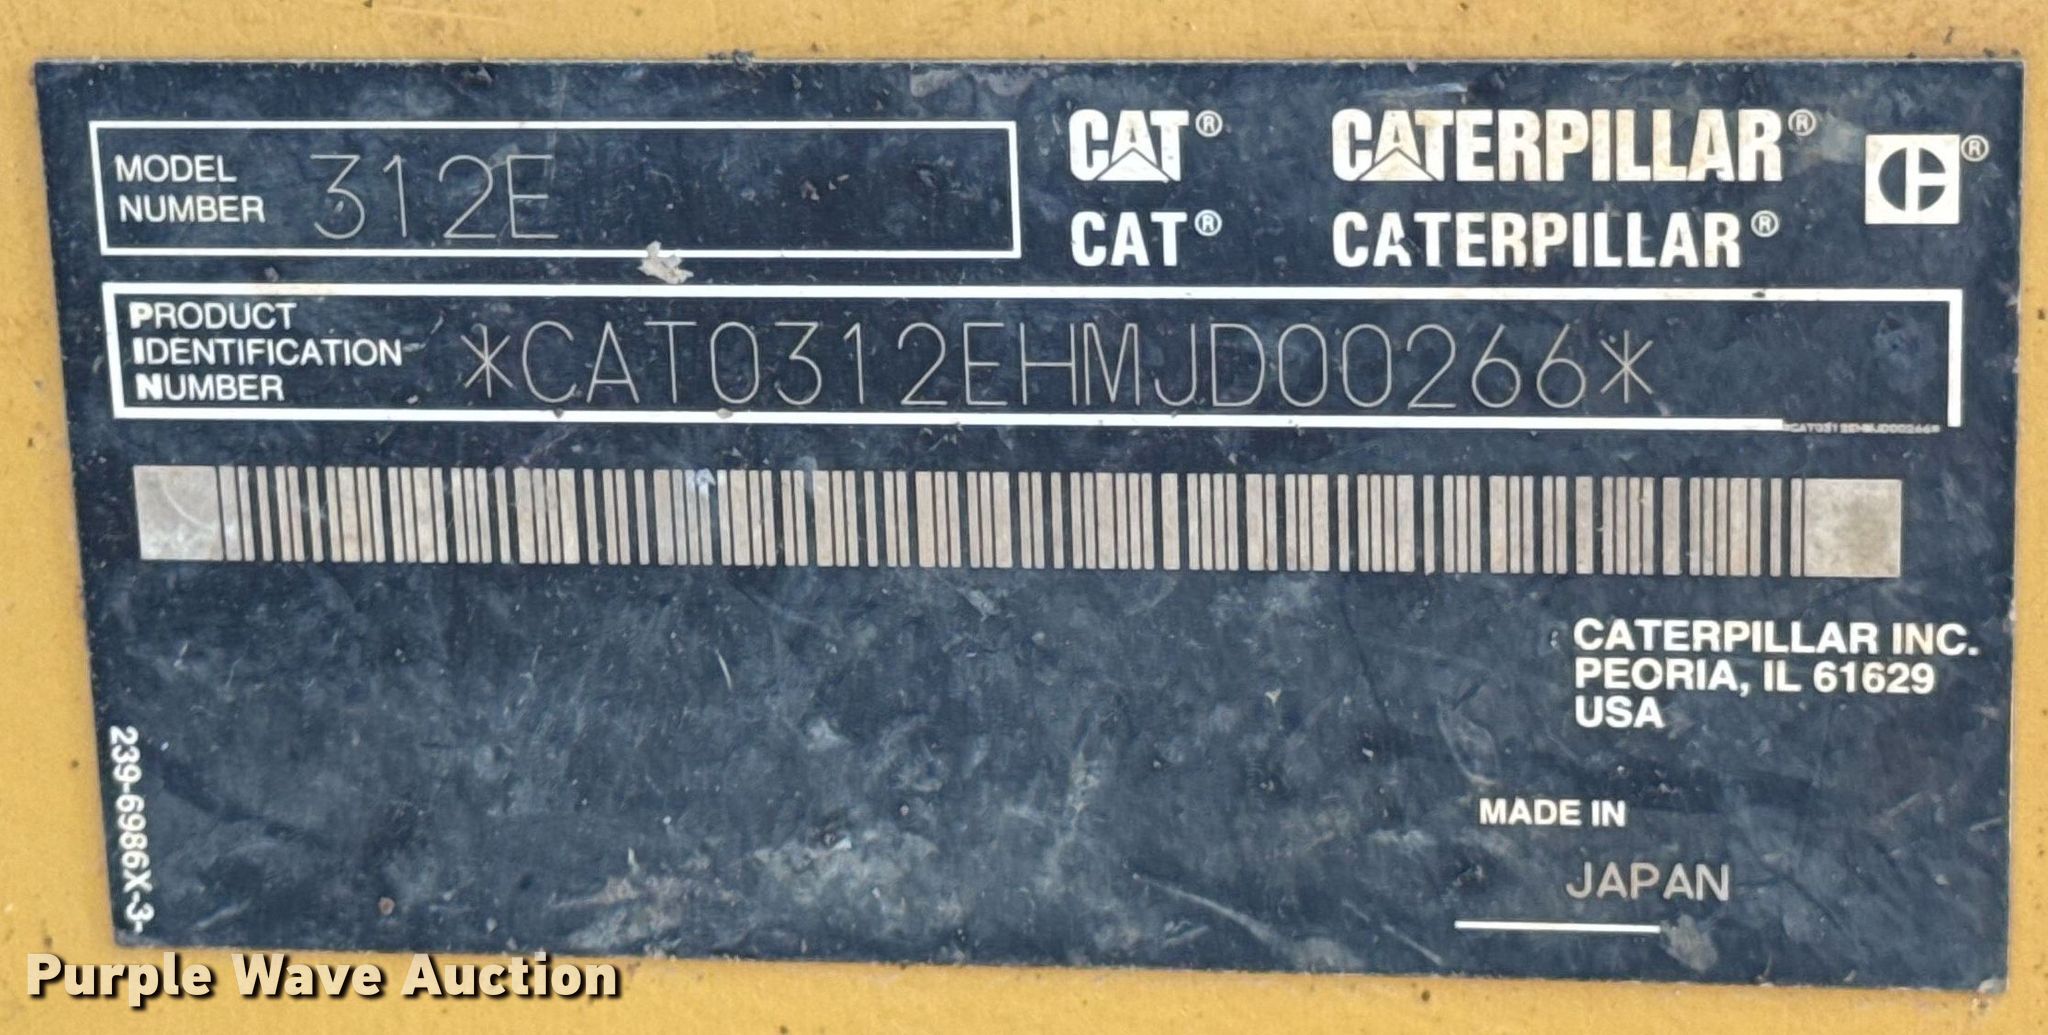 MODEL
NUMBER
312E
CAT®
CATERPILLAR®
CAT®
CATERPILLAR®
®
PRODUCT
IDENTIFICATION
NUMBER
*CAT0312EHMJD00266*
*CAT0312EHMJD00266*
CATERPILLAR INC.
PEORIA, IL 61629
USA
MADE IN
JAPAN
239-6986X-3-
Purple Wave Auction